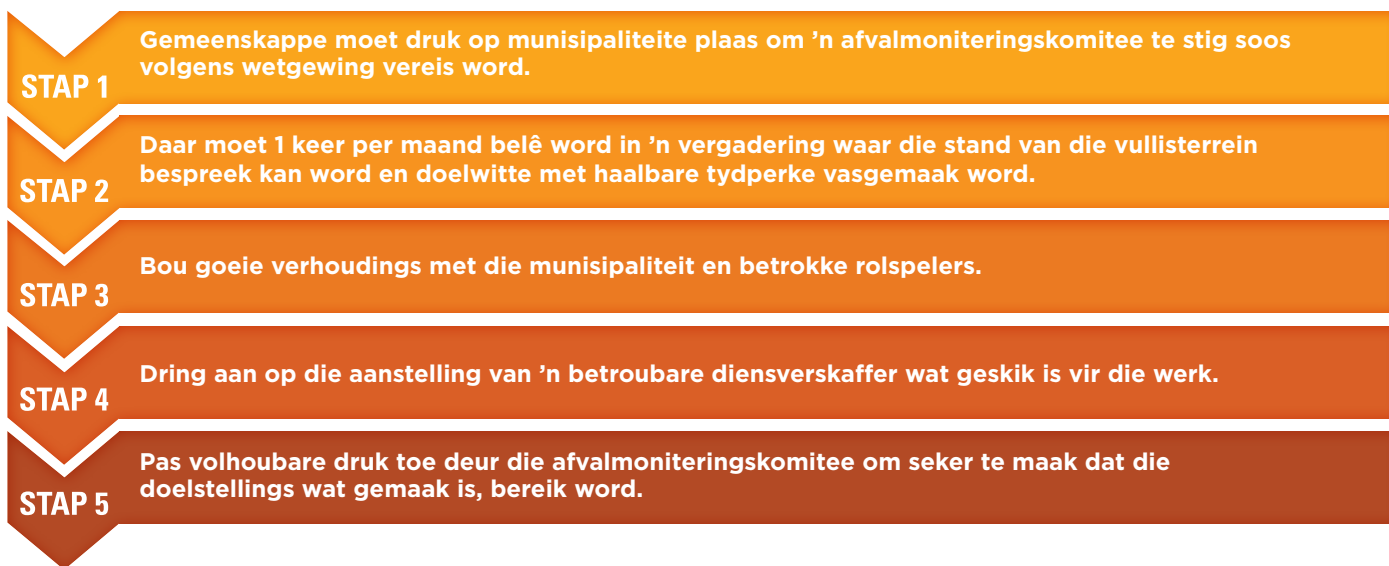 STAP 1
Gemeenskappe moet druk op munisipaliteite plaas om ’n afvalmoniteringskomitee te stig soos
volgens wetgewing vereis word.
STAP 2
Daar moet 1 keer per maand belê word in ’n vergadering waar die stand van die vullisterrein
bespreek kan word en doelwitte met haalbare tydperke vasgemaak word.
STAP 3
Bou goeie verhoudings met die munisipaliteit en betrokke rolspelers.
STAP 4
Dring aan op die aanstelling van ’n betroubare diensverskaffer wat geskik is vir die werk.
STAP 5
Pas volhoubare druk toe deur die afvalmoniteringskomitee om seker te maak dat die
doelstellings wat gemaak is, bereik word.